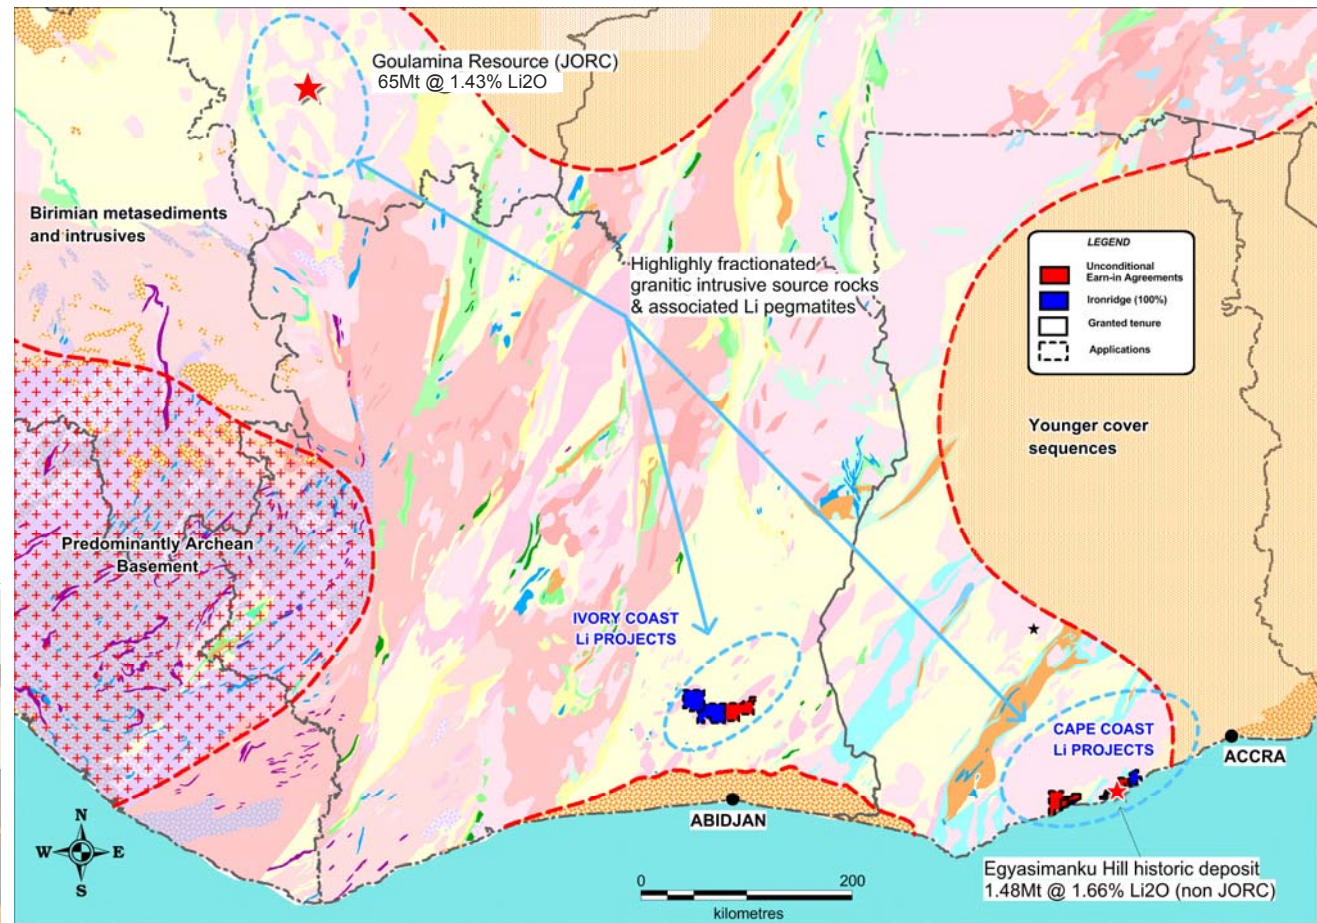 Goulamina Resource (JORC)
65Mt @ 1.43% Li2O
Birimian metasediments
and intrusives
Highlighly fractionated
granitic intrusive source rocks
& associated Li pegmatites
LEGEND
Unconditional
Earn-in Agreements
Ironridge (100%)
Granted tenure
Applications
Younger cover
sequences
Predominantly Archean
Basement
IVORY COAST
Li PROJECTS
CAPE COAST
Li PROJECTS
ACCRA
ABIDJAN
N
W E
S
0 200
kilometres
Egyasimanku Hill historic deposit
1.48Mt @ 1.66% Li2O (non JORC)